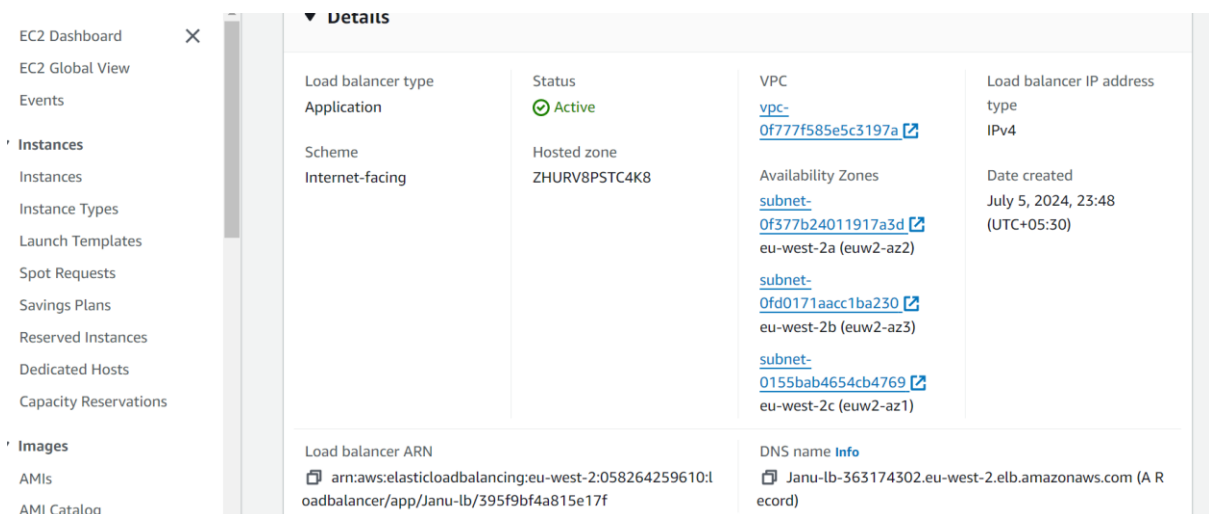 EC2 Dashboard
EC2 Global View
Events
Instances
Instances
Instance Types
Launch Templates
Spot Requests
Savings Plans
Reserved Instances
Dedicated Hosts
Capacity Reservations
Images
AMIs
AMI Catalog
Details
Load balancer type
Application
Scheme
Internet-facing
Status
Active
Hosted zone
ZHURV8PSTC4K8
VPC
vpc-
0f777f585e5c3197a
Availability Zones
subnet-
0f377b24011917a3d
eu-west-2a (euw2-az2)
subnet-
0fd0171aacc1ba230
eu-west-2b (euw2-az3)
subnet-
0155bab4654cb4769
eu-west-2c (euw2-az1)
Load balancer IP address
type
IPv4
Date created
July 5, 2024, 23:48
(UTC+05:30)
Load balancer ARN
arn:aws:elasticloadbalancing:eu-west-2:058264259610:l
oadbalancer/app/Janu-lb/395f9bf4a815e17f
DNS name Info
Janu-lb-363174302.eu-west-2.elb.amazonaws.com (A R
ecord)